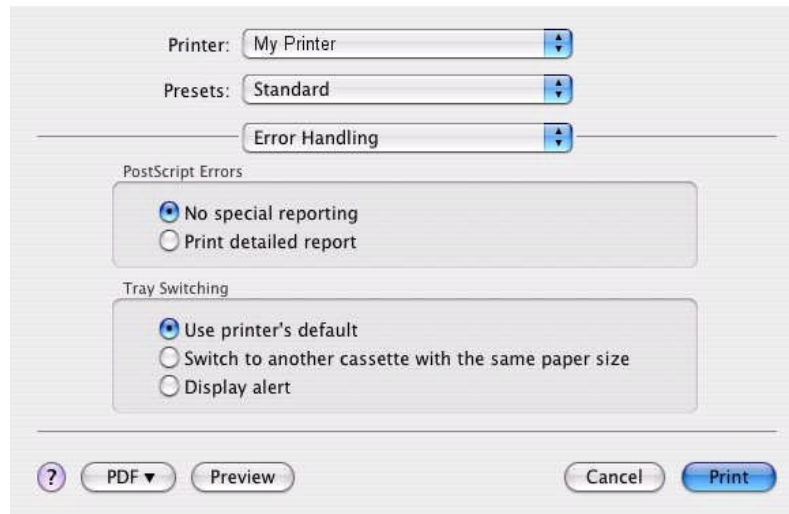 Printer: My Printer
Presets: Standard
Error Handling
PostScript Errors
No special reporting
Print detailed report
Tray Switching
Use printer's default
Switch to another cassette with the same paper size
Display alert
? PDF ▼ Preview Cancel Print